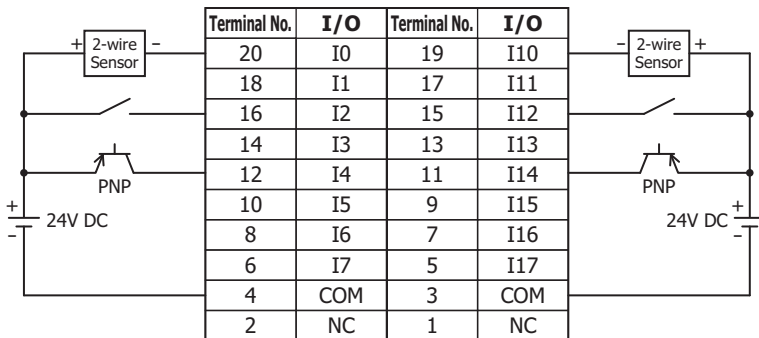 Terminal No. I/O Terminal No. I/O
+ 2-wire Sensor – 20 I0 19 I10 – 2-wire Sensor +
18 I1 17 I11
16 I2 15 I12
14 I3 13 I13
12 I4 11 I14
PNP PNP
10 I5 9 I15
+ 24V DC – 24V DC + –
8 I6 7 I16
6 I7 5 I17
4 COM 3 COM
2 NC 1 NC